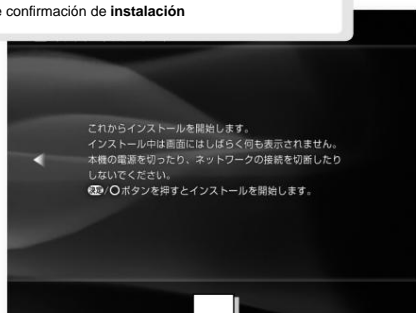 e confirmación de instalación
これからインストールを開始します。
インストール中は画面にはしばらく何も表示されません。
本機の電源を切ったり、ネットワークの接続を切断したり
しないでください。
決定/○ボタンを押すとインストールを開始します。